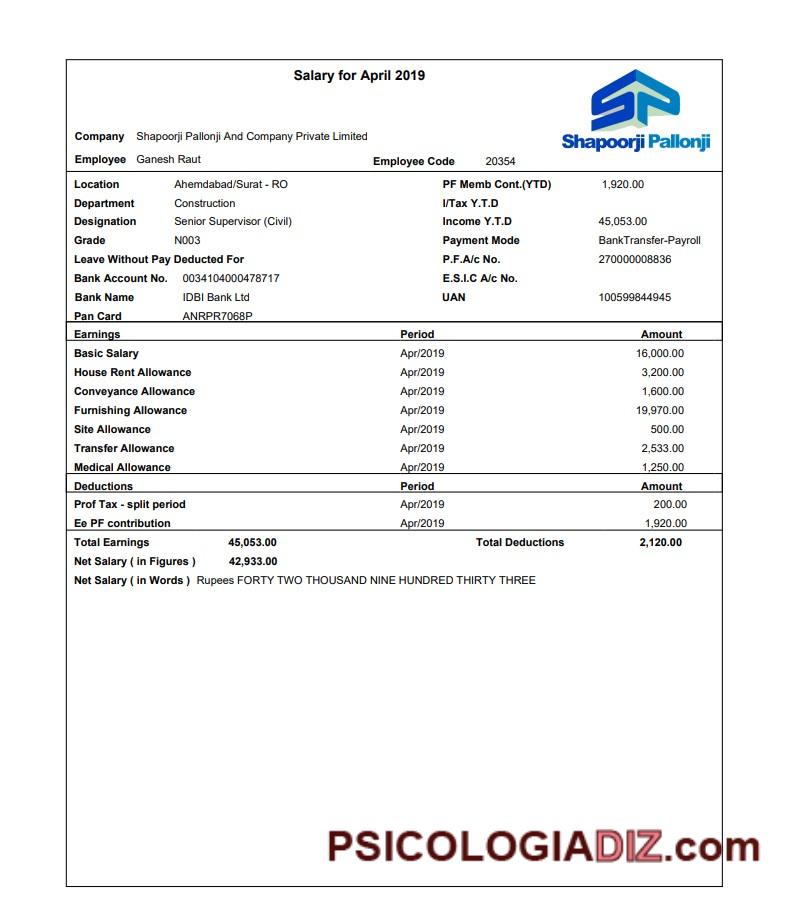 Salary for April 2019
Shapoorji Pallonji
Company Shapoorji Pallonji And Company Private Limited
Employee Ganesh Raut Employee Code 20354
Location Ahemdabad/Surat - RO PF Memb Cont.(YTD) 1,920.00
Department Construction I/Tax Y.T.D
Designation Senior Supervisor (Civil) Income Y.T.D 45,053.00
Grade N003 Payment Mode BankTransfer-Payroll
Leave Without Pay Deducted For P.F.A/c No. 270000008836
Bank Account No. 0034104000478717 E.S.I.C A/c No.
Bank Name IDBI Bank Ltd UAN 100599844945
Pan Card ANRPR7068P
Earnings Period Amount
Basic Salary Apr/2019 16,000.00
House Rent Allowance Apr/2019 3,200.00
Conveyance Allowance Apr/2019 1,600.00
Furnishing Allowance Apr/2019 19,970.00
Site Allowance Apr/2019 500.00
Transfer Allowance Apr/2019 2,533.00
Medical Allowance Apr/2019 1,250.00
Deductions Period Amount
Prof Tax - split period Apr/2019 200.00
Ee PF contribution Apr/2019 1,920.00
Total Earnings 45,053.00 Total Deductions 2,120.00
Net Salary ( in Figures ) 42,933.00
Net Salary ( in Words ) Rupees FORTY TWO THOUSAND NINE HUNDRED THIRTY THREE
PSICOLOGIADIZ.com